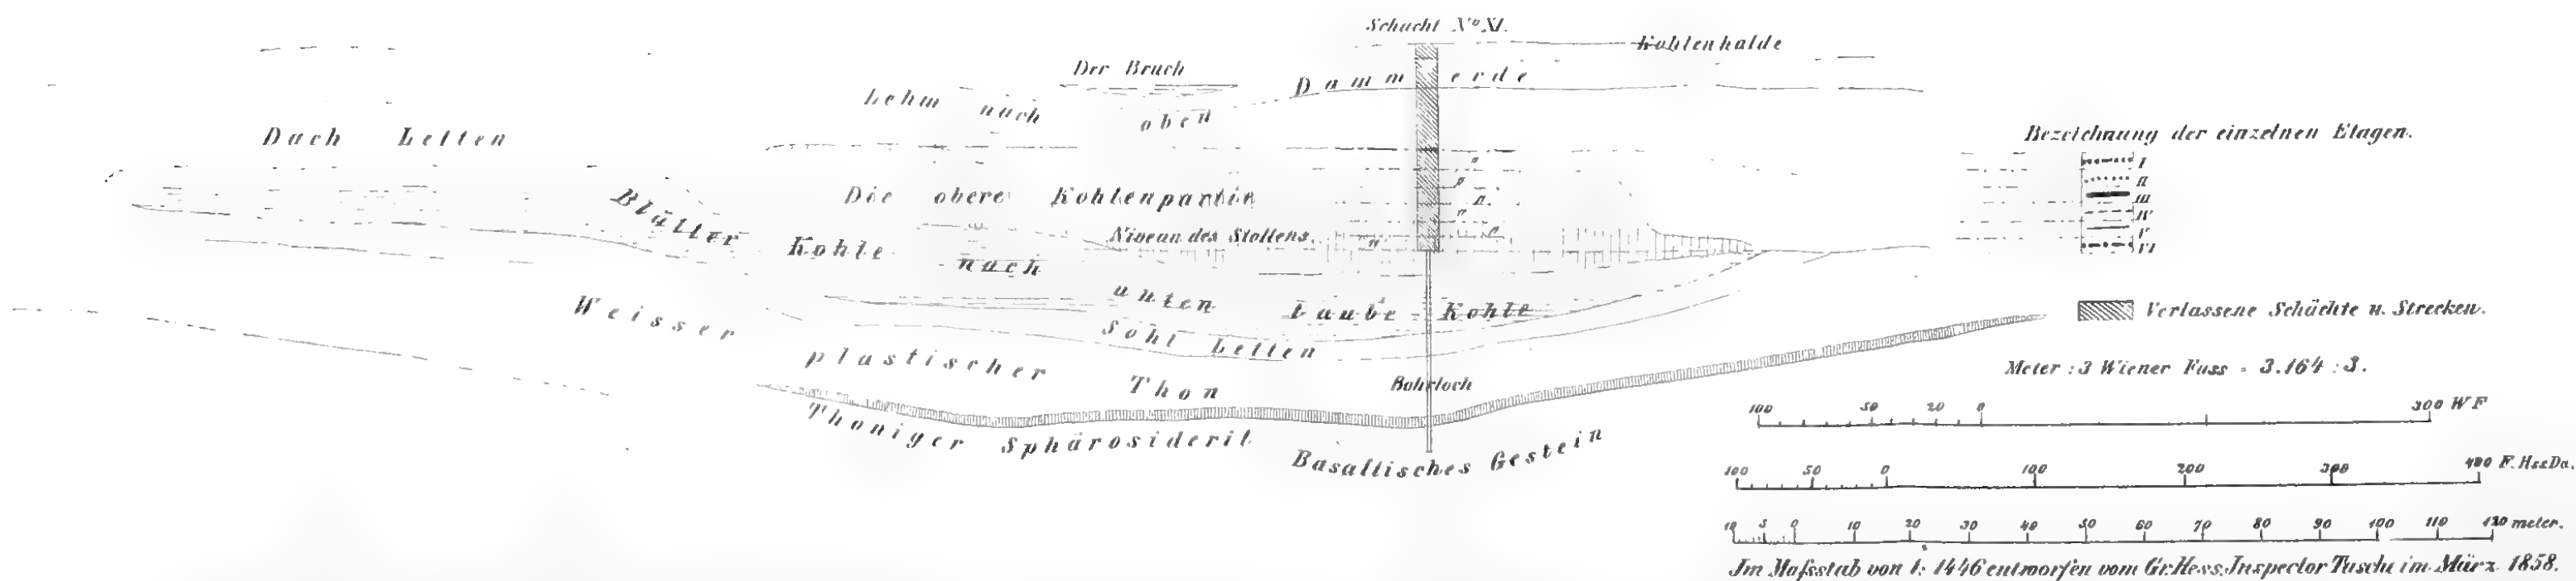 Schacht No XI.
Kohlenhalde
Der Bruch
Dammerde
Lehm nach oben
Dach Letten
Bezeichnung der einzelnen Etagen.
I
II
III
IV
V
VI
Die obere Kohlenpartie
Blätter Kohle nach unten
Niveau des Stollens.
Taube Kohle
Sohl Letten
Verlassene Schächte u. Strecken.
Weisser plastischer Thon
Meter : 3 Wiener Fuss = 3.164 : 3.
Bohrloch
Thoniger Sphärosiderit
Basaltisches Gestein
100 50 20 0 300 W F
100 50 0 100 200 300 400 F. Hss Da.
10 5 0 10 20 30 40 50 60 70 80 90 100 110 120 meter.
Im Maßstab von 1: 1446 entworfen vom Gr. Hess. Inspector Tasche im März 1858.